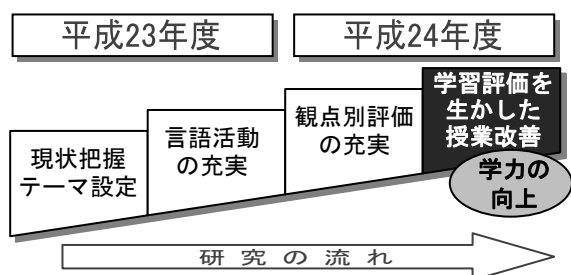 平成23年度
平成24年度
現状把握
テーマ設定
言語活動
の充実
観点別評価
の充実
学習評価を
生かした
授業改善
学力の
向上
研究の流れ